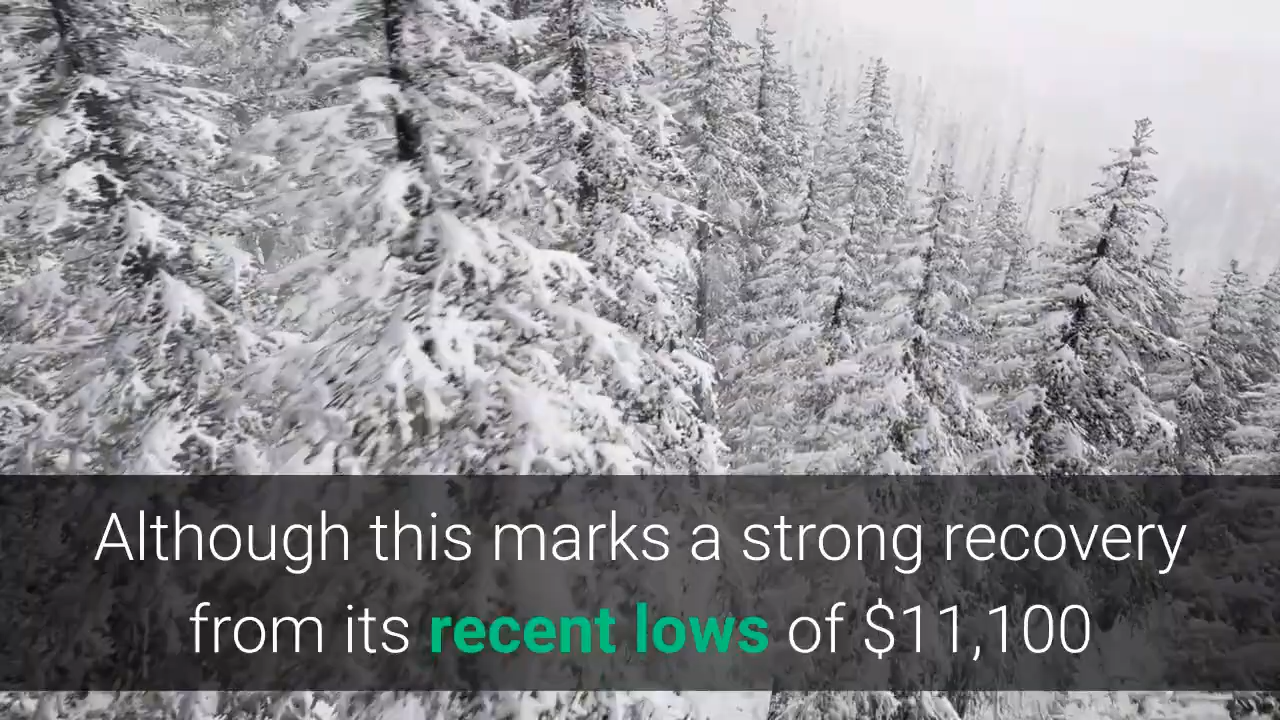 Although this marks a strong recovery
from its recent lows of $11,100